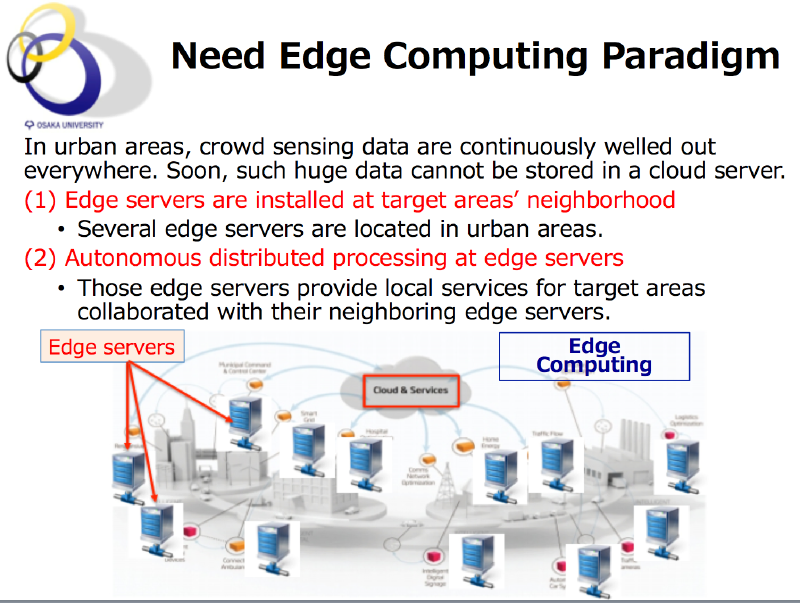 Need Edge Computing Paradigm
OSAKA UNIVERSITY
In urban areas, crowd sensing data are continuously welled out
everywhere. Soon, such huge data cannot be stored in a cloud server.
(1) Edge servers are installed at target areas’ neighborhood
• Several edge servers are located in urban areas.
(2) Autonomous distributed processing at edge servers
• Those edge servers provide local services for target areas
collaborated with their neighboring edge servers.
Edge servers
Edge
Computing
Municipal Command
& Control Center
Cloud & Services
Smart
Grid
Hospital
Home
Energy
Traffic Flow
Logistics
Optimization
Comms
Network
Optimization
Intelligent
Digital
Signage